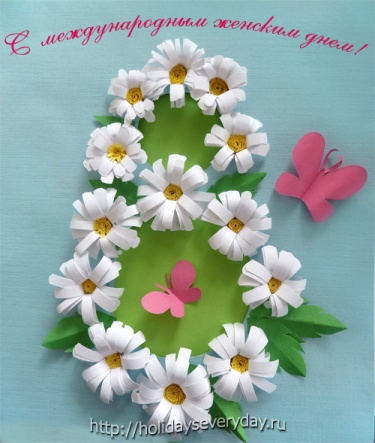 С международным женским днем!
http://holidayseveryday.ru